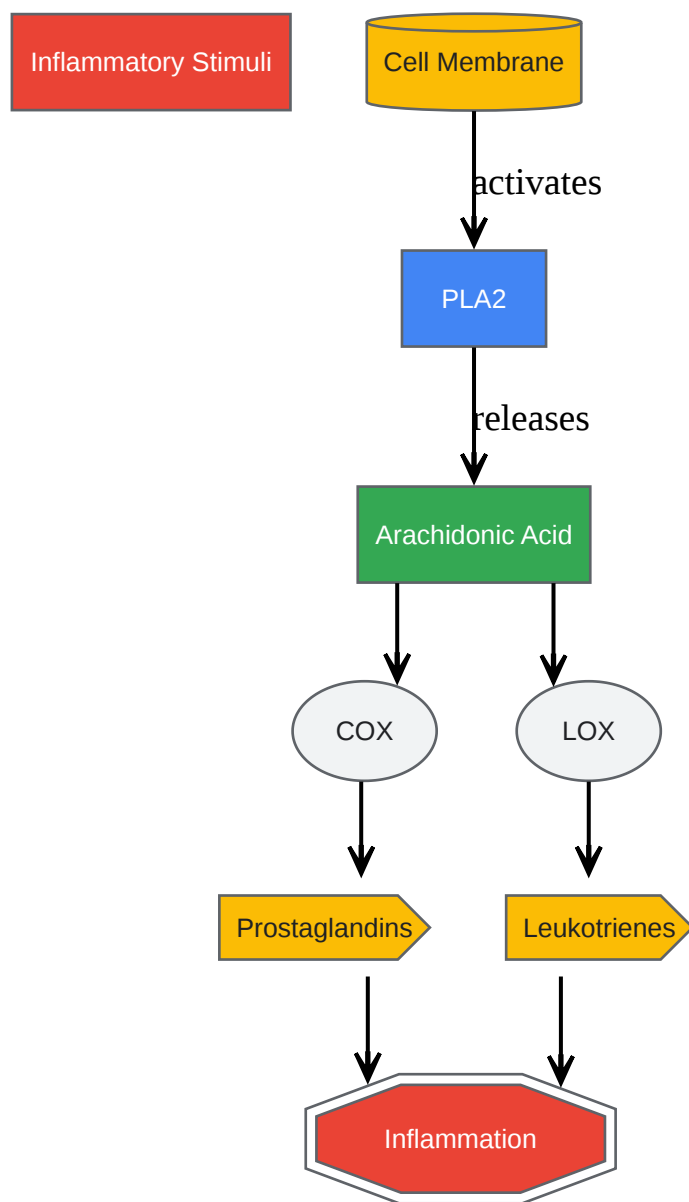 Inflammatory Stimuli
Cell Membrane
activates
PLA2
releases
Arachidonic Acid
COX
LOX
Prostaglandins
Leukotrienes
Inflammation